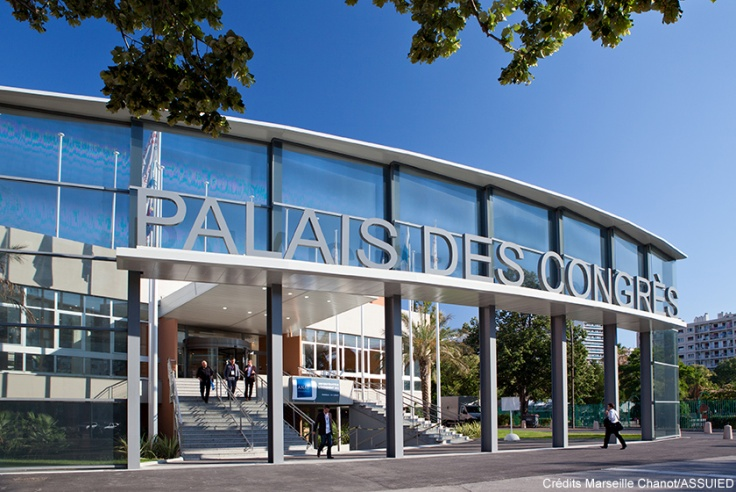 PALAIS DES CONGRÈS
Crédits Marseille Chanot/ASSUIED